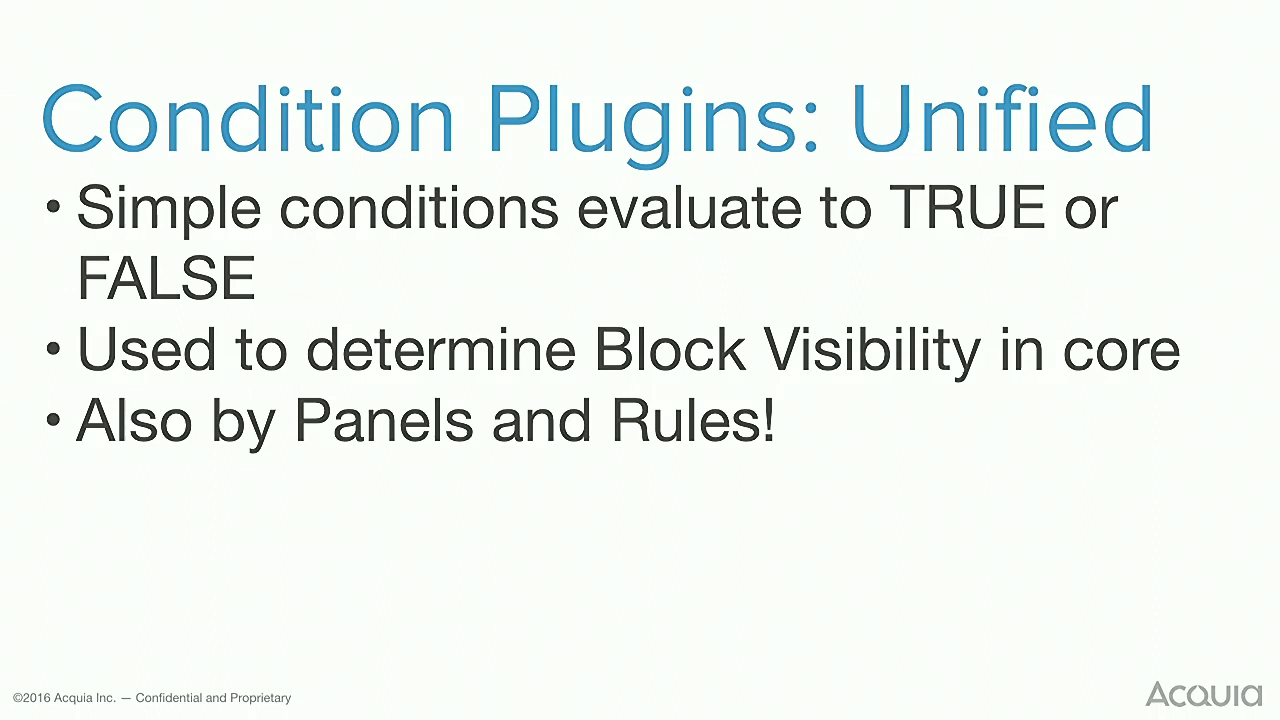 Condition Plugins: Unified
• Simple conditions evaluate to TRUE or
FALSE
• Used to determine Block Visibility in core
• Also by Panels and Rules!
©2016 Acquia Inc. — Confidential and Proprietary
ACQUIA